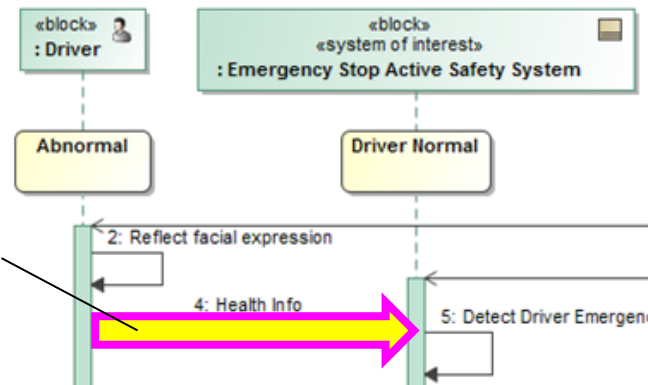 «block»
: Driver
«block»
«system of interest»
: Emergency Stop Active Safety System
Abnormal
Driver Normal
2: Reflect facial expression
4: Health Info
5: Detect Driver Emergenc